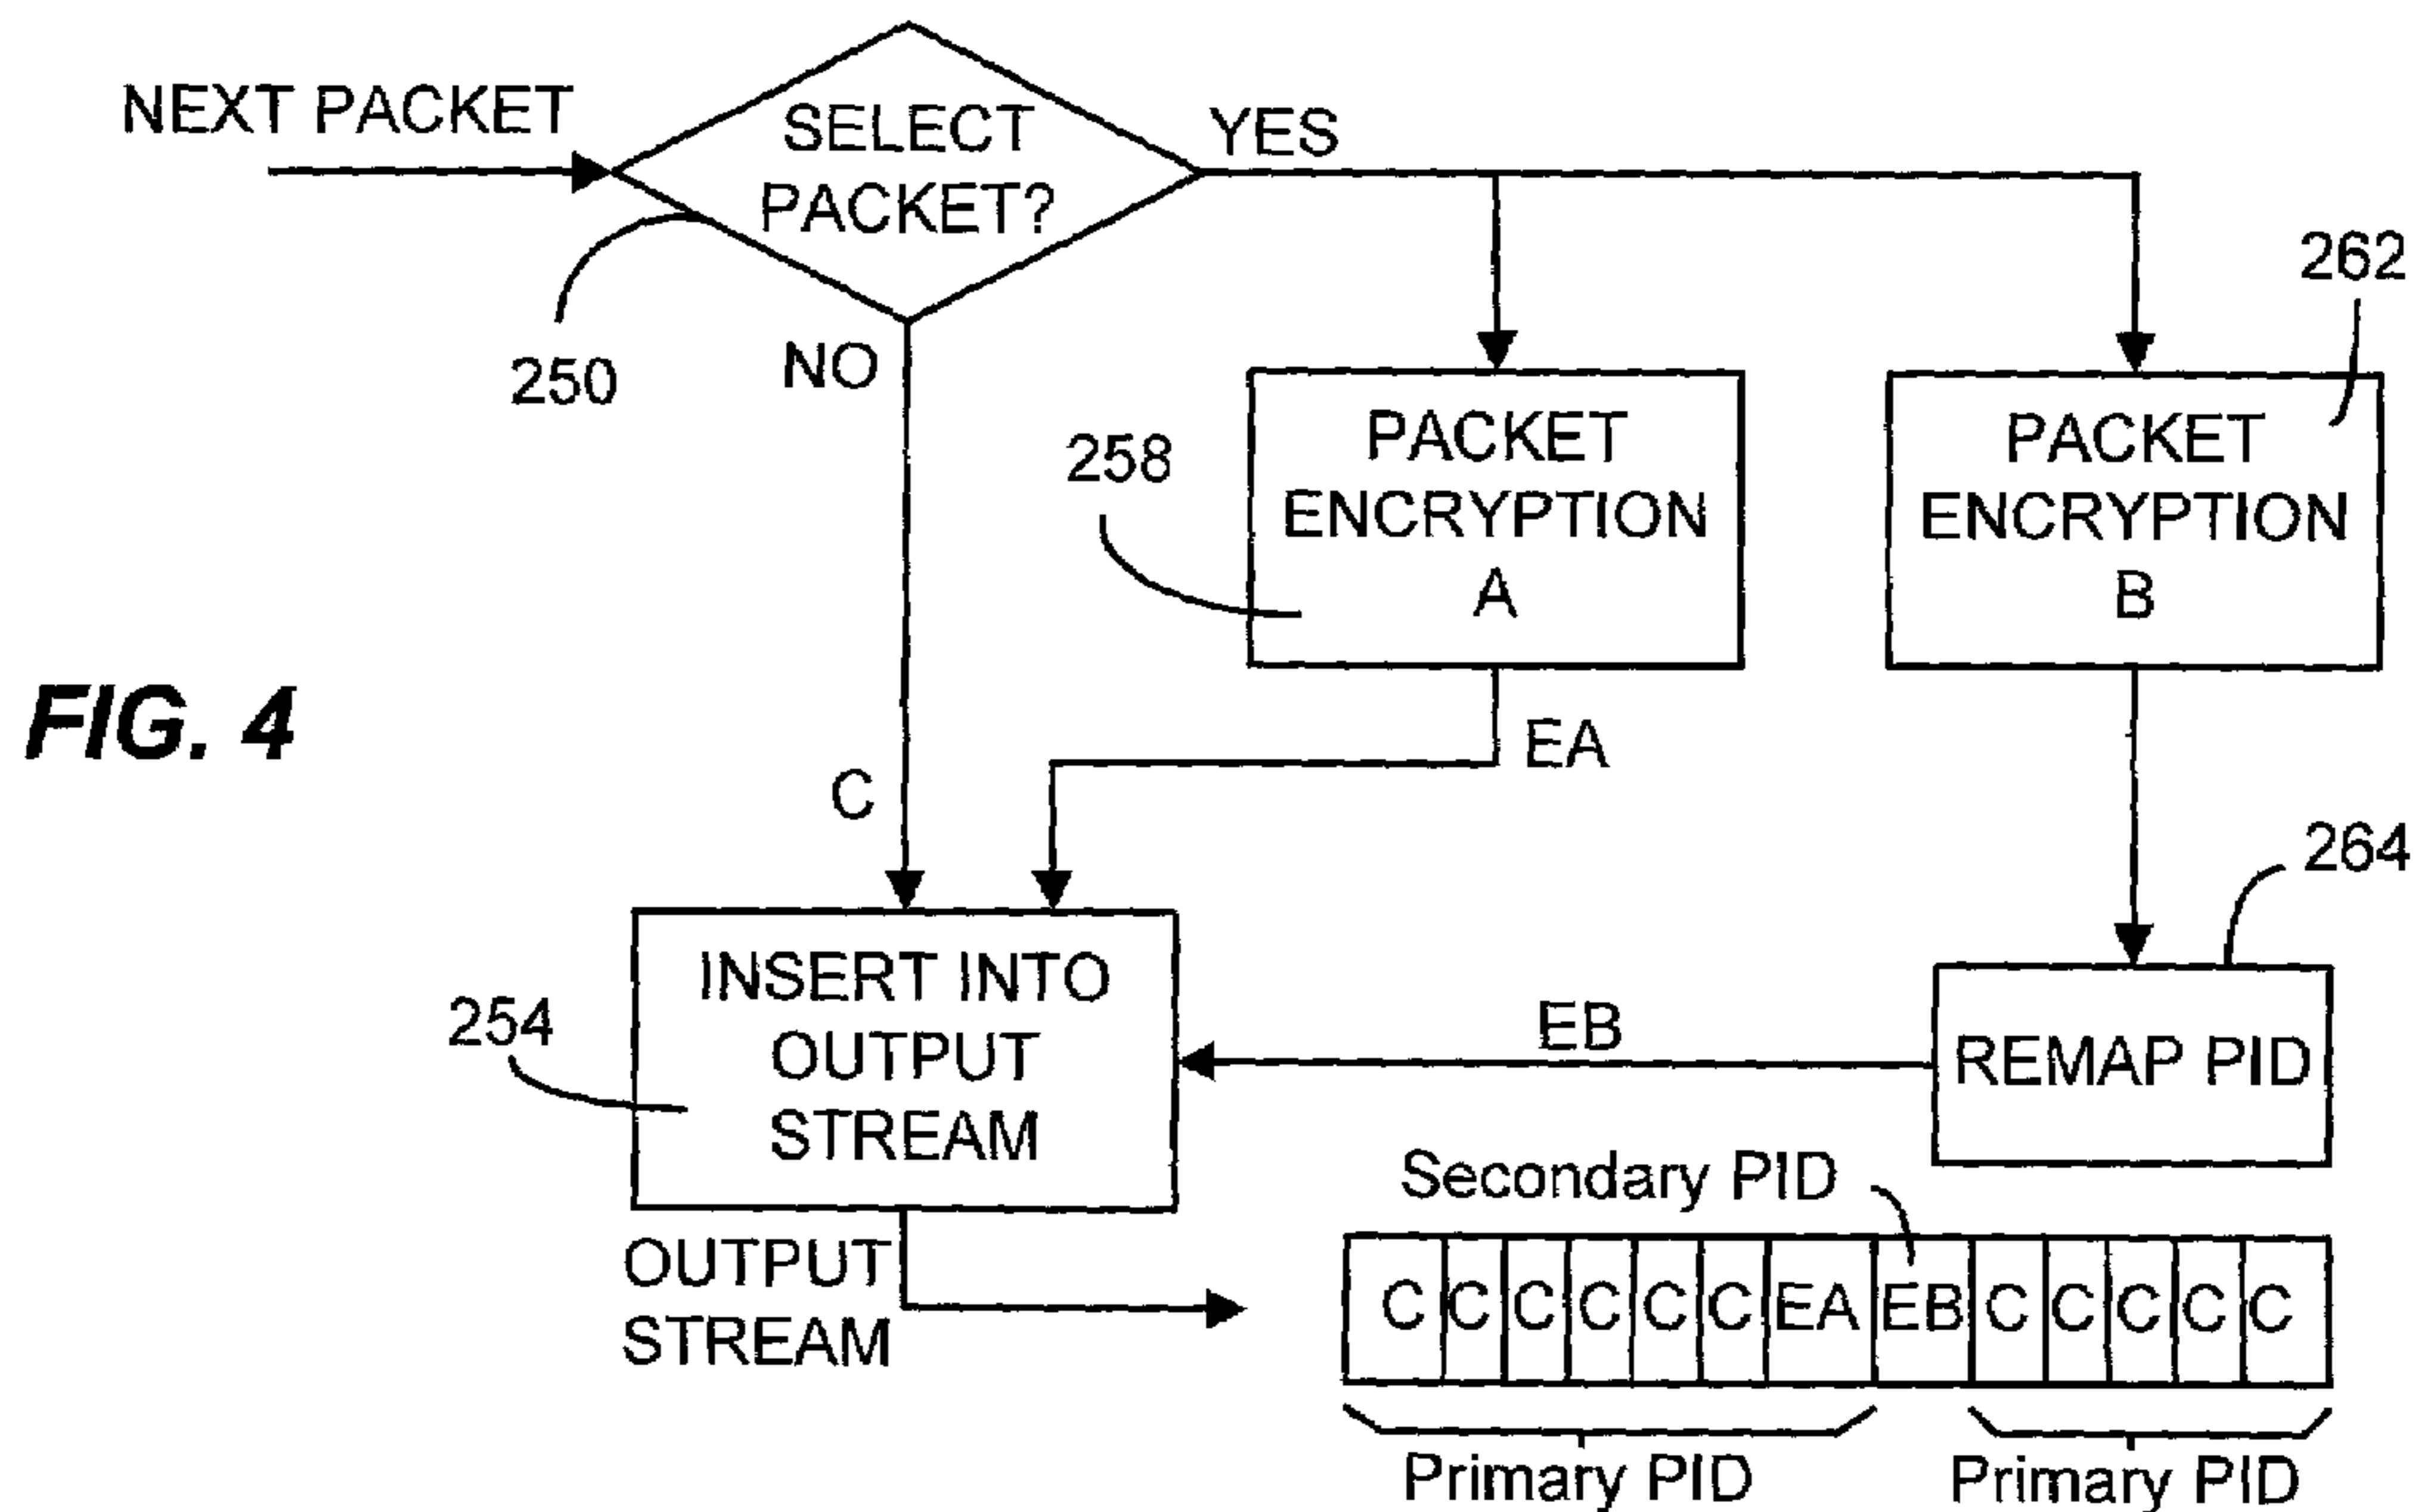 NEXT PACKET
SELECT
PACKET?
YES
250
NO
262
258
PACKET
ENCRYPTION
A
PACKET
ENCRYPTION
B
FIG. 4
C
EA
264
254
INSERT INTO
OUTPUT
STREAM
EB
REMAP PID
Secondary PID
OUTPUT
STREAM
C C C C C C EA EB C C C C C
Primary PID
Primary PID